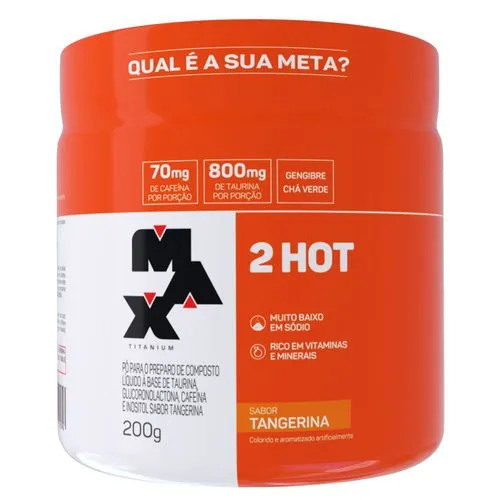 QUAL É A SUA META?
70mg
DE CAFEÍNA
POR PORÇÃO
800mg
DE TAURINA
POR PORÇÃO
GENGIBRE
CHÁ VERDE
MAX
TITANIUM
2 HOT
MUITO BAIXO
EM SÓDIO
RICO EM VITAMINAS
E MINERAIS
PÓ PARA O PREPARO DE COMPOSTO
LÍQUIDO À BASE DE TAURINA,
GLUCORONOLACTONA, CAFEÍNA
E INOSITOL SABOR TANGERINA
200g
SABOR
TANGERINA
Colorido e aromatizado artificialmente